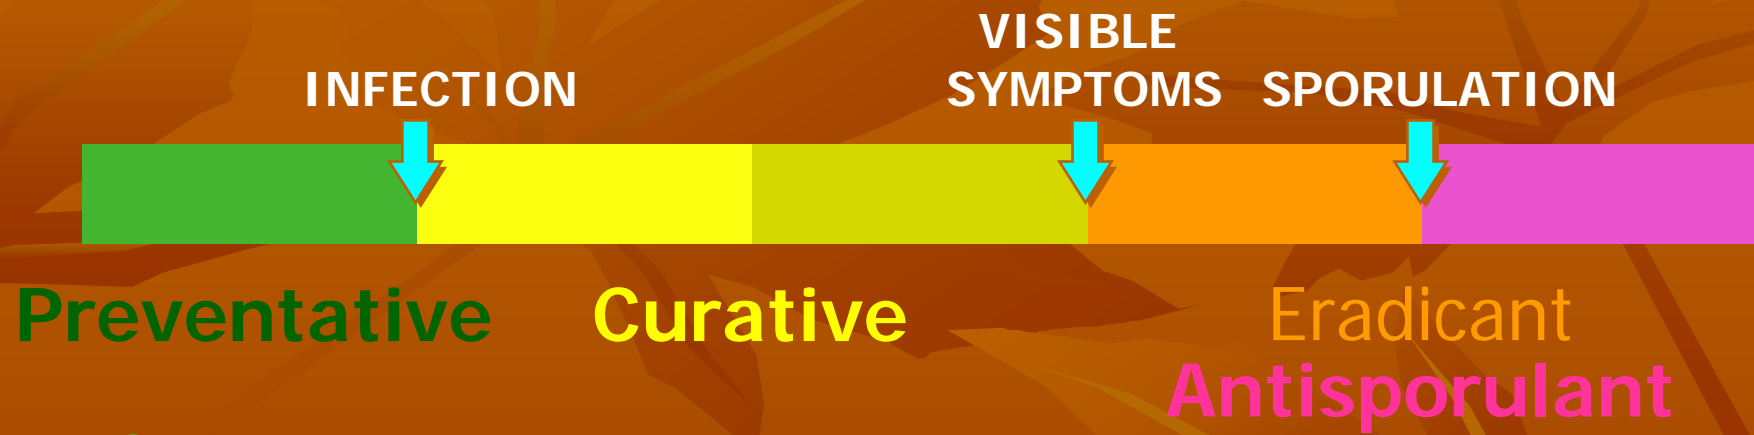 VISIBLE
INFECTION SYMPTOMS SPORULATION
Preventative Curative Eradicant
Antisporulant